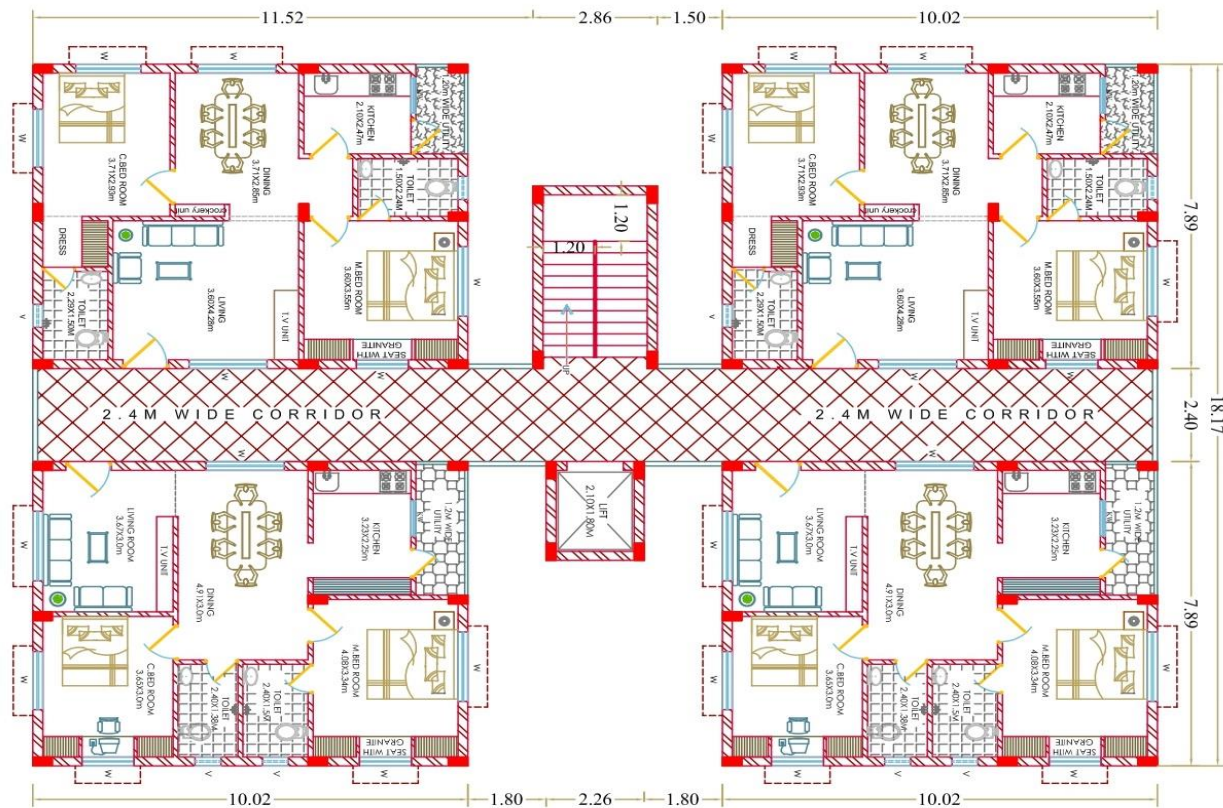 11.52
2.86
1.50
10.02
W
W
W
C.BED ROOM
3.71X2.93m
DINING
3.71X2.85m
KITCHEN
2.10X2.47m
1.20m WIDE UTILITY
TOILET
1.50X2.24M
crockery unit
DRESS
TOILET
2.29X1.50M
V
LIVING
3.60X4.28m
T.V UNIT
M.BED ROOM
3.60X3.55m
W
SEAT WITH
GRANITE
W
W
1.20
1.20
UP
W
W
W
C.BED ROOM
3.71X2.93m
DINING
3.71X2.85m
KITCHEN
2.10X2.47m
1.20m WIDE UTILITY
TOILET
1.50X2.24M
crockery unit
DRESS
TOILET
2.29X1.50M
V
LIVING
3.60X4.28m
T.V UNIT
M.BED ROOM
3.60X3.55m
W
SEAT WITH
GRANITE
W
W
7.89
2.40
18.17
7.89
2.4M WIDE CORRIDOR
2.4M WIDE CORRIDOR
W
W
LIVING ROOM
3.67X3.0m
T.V UNIT
DINING
4.91X3.0m
KITCHEN
3.23X2.25m
KW
1.2M WIDE
UTILITY
W
C.BED ROOM
3.65X3.0m
TOILET
2.40X1.38M
TOILET
2.40X1.5M
M.BED ROOM
4.08X3.34m
W
SEAT WITH
GRANITE
W
V
V
W
LIFT
2.10X1.80M
W
W
LIVING ROOM
3.67X3.0m
T.V UNIT
DINING
4.91X3.0m
KITCHEN
3.23X2.25m
KW
1.2M WIDE
UTILITY
W
C.BED ROOM
3.65X3.0m
TOILET
2.40X1.38M
TOILET
2.40X1.5M
M.BED ROOM
4.08X3.34m
W
SEAT WITH
GRANITE
W
V
V
W
10.02
1.80
2.26
1.80
10.02